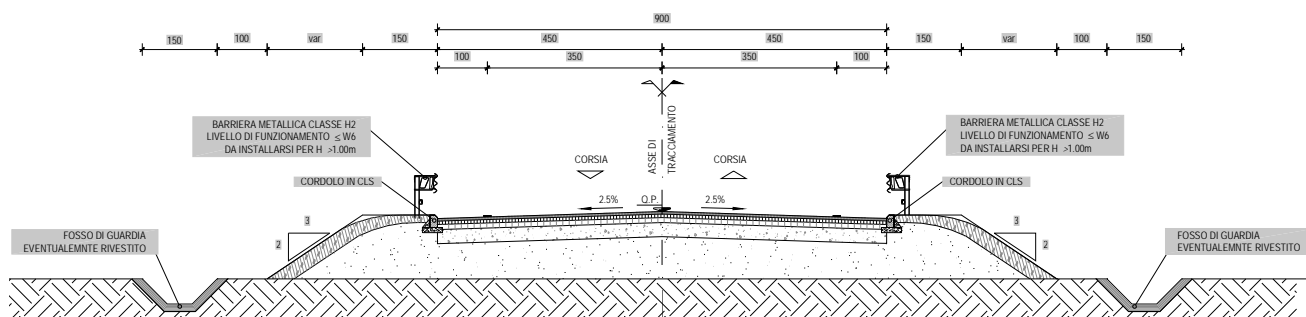 900
150 100 var 150 450 450 150 var 100 150
100 350 350 100
BARRIERA METALLICA CLASSE H2
LIVELLO DI FUNZIONAMENTO ≤ W6
DA INSTALLARSI PER H >1.00m
BARRIERA METALLICA CLASSE H2
LIVELLO DI FUNZIONAMENTO ≤ W6
DA INSTALLARSI PER H >1.00m
ASSE DI
TRACCIAMENTO
CORSIA
CORSIA
CORDOLO IN CLS
CORDOLO IN CLS
2.5% Q.P. 2.5%
3
2
3
2
FOSSO DI GUARDIA
EVENTUALEMNTE RIVESTITO
FOSSO DI GUARDIA
EVENTUALEMNTE RIVESTITO